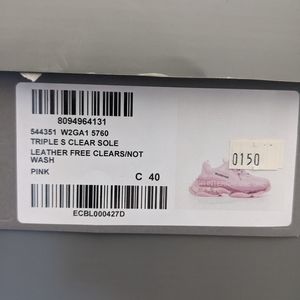 8094964131
544351 W2GA1 5760
TRIPLE S CLEAR SOLE
LEATHER FREE CLEARS/NOT
WASH
PINK
C 40
0150
ECBL000427D